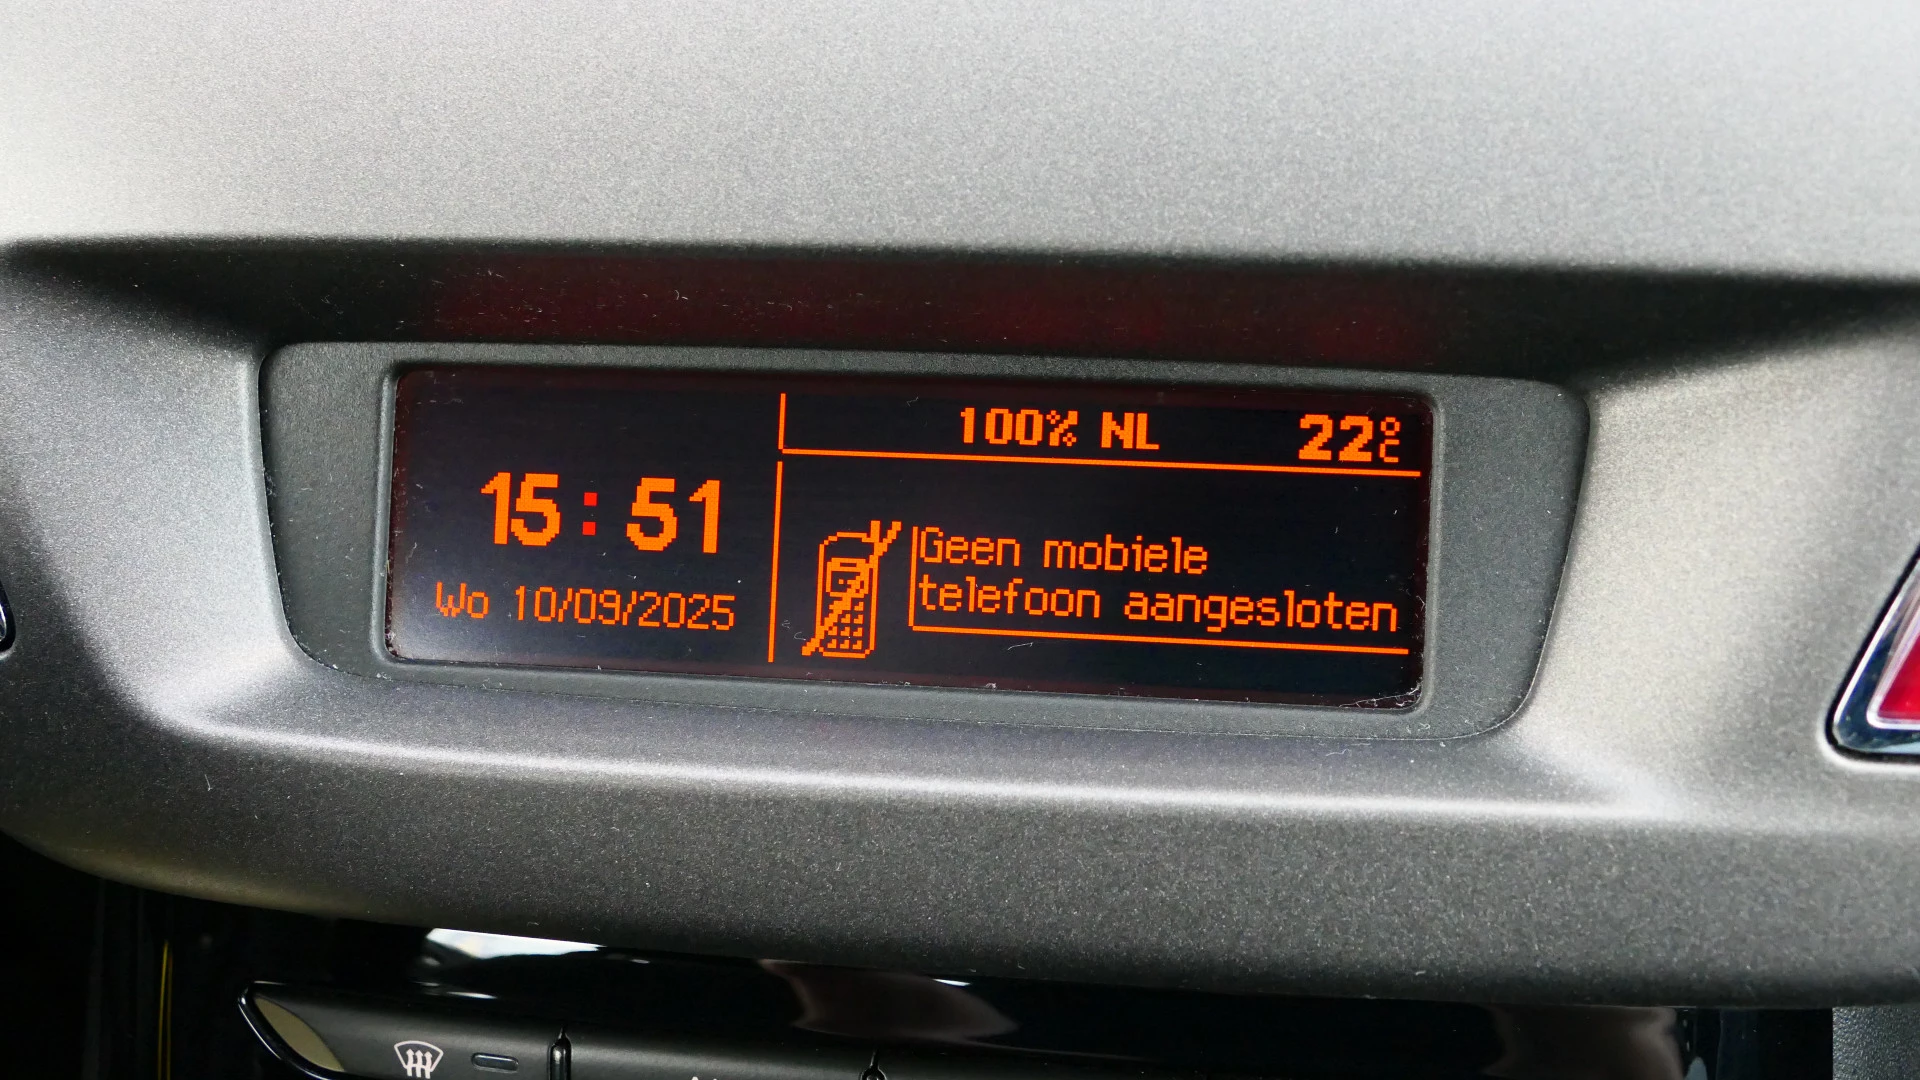 100% NL 22°C
15:51
Wo 10/09/2025
Geen mobiele
telefoon aangesloten